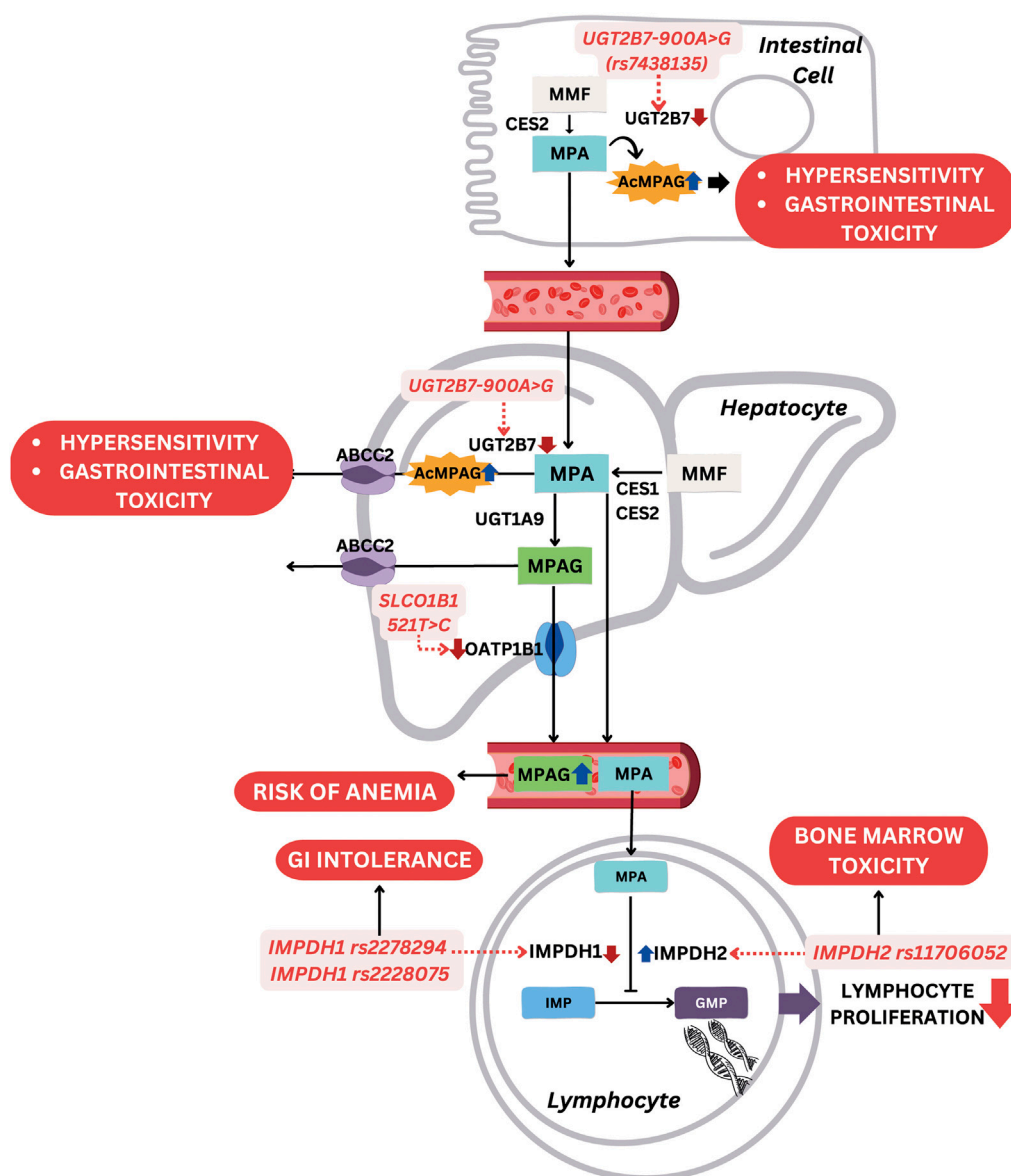 UGT2B7-900A>G
(rs7438135)
Intestinal
Cell
MMF
UGT2B7
CES2
MPA
AcMPAG
• HYPERSENSITIVITY
• GASTROINTESTINAL
TOXICITY
UGT2B7-900A>G
Hepatocyte
• HYPERSENSITIVITY
• GASTROINTESTINAL
TOXICITY
ABCC2
UGT2B7
AcMPAG
MPA
MMF
CES1
CES2
UGT1A9
ABCC2
MPAG
SLCO1B1
521T>C
OATP1B1
MPAG
MPA
RISK OF ANEMIA
GI INTOLERANCE
BONE MARROW
TOXICITY
MPA
IMPDH1 rs2278294
IMPDH1 rs2228075
IMPDH1
IMPDH2
IMPDH2 rs11706052
IMP
GMP
LYMPHOCYTE
PROLIFERATION
Lymphocyte